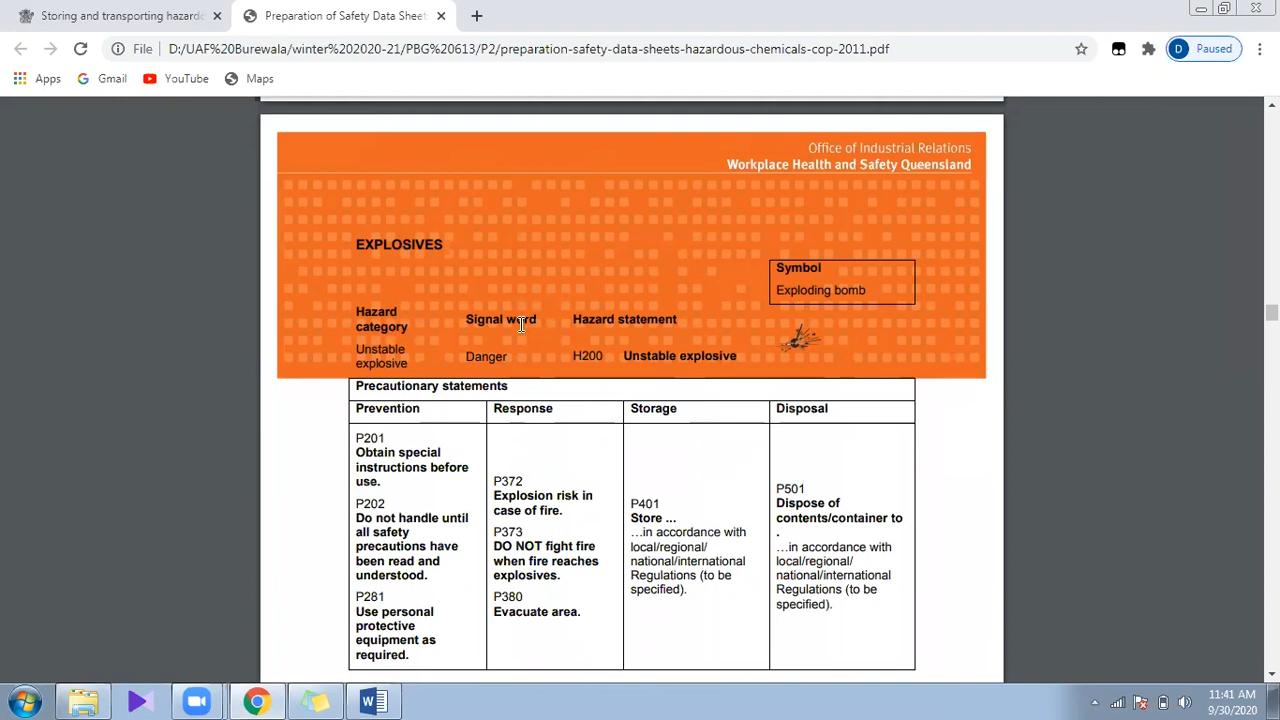 Storing and transporting hazardo
Preparation of Safety Data Sheet
File
D:/UAF%20Burewala/winter%202020-21/PBG%20613/P2/preparation-safety-data-sheets-hazardous-chemicals-cop-2011.pdf
D
Paused
Apps
Gmail
YouTube
Maps
Office of Industrial Relations
Workplace Health and Safety Queensland
EXPLOSIVES
Symbol
Exploding bomb
Hazard
category
Signal word
Hazard statement
Unstable
explosive
Danger
H200 Unstable explosive
Precautionary statements
Prevention
Response
Storage
Disposal
P201
Obtain special
instructions before
use.
P202
Do not handle until
all safety
precautions have
been read and
understood.
P281
Use personal
protective
equipment as
required.
P372
Explosion risk in
case of fire.
P373
DO NOT fight fire
when fire reaches
explosives.
P380
Evacuate area.
P401
Store ...
…in accordance with
local/regional/
national/international
Regulations (to be
specified).
P501
Dispose of
contents/container to
.
…in accordance with
local/regional/
national/international
Regulations (to be
specified).
11:41 AM
9/30/2020